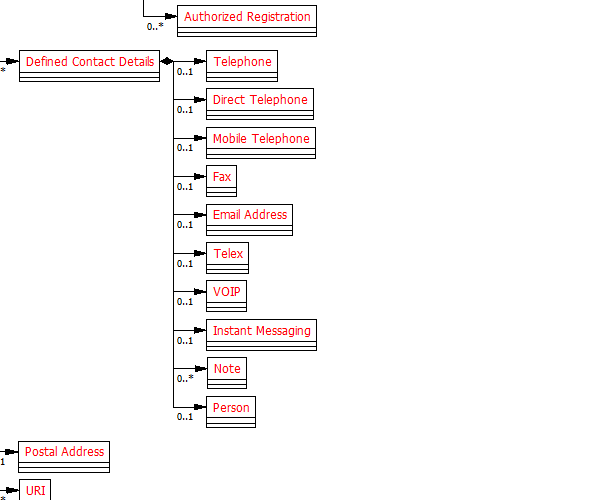 0..*
Authorized Registration
*
Defined Contact Details
0..1
Telephone
0..1
Direct Telephone
0..1
Mobile Telephone
0..1
Fax
0..1
Email Address
0..1
Telex
0..1
VOIP
0..1
Instant Messaging
0..*
Note
0..1
Person
1
Postal Address
*
URI